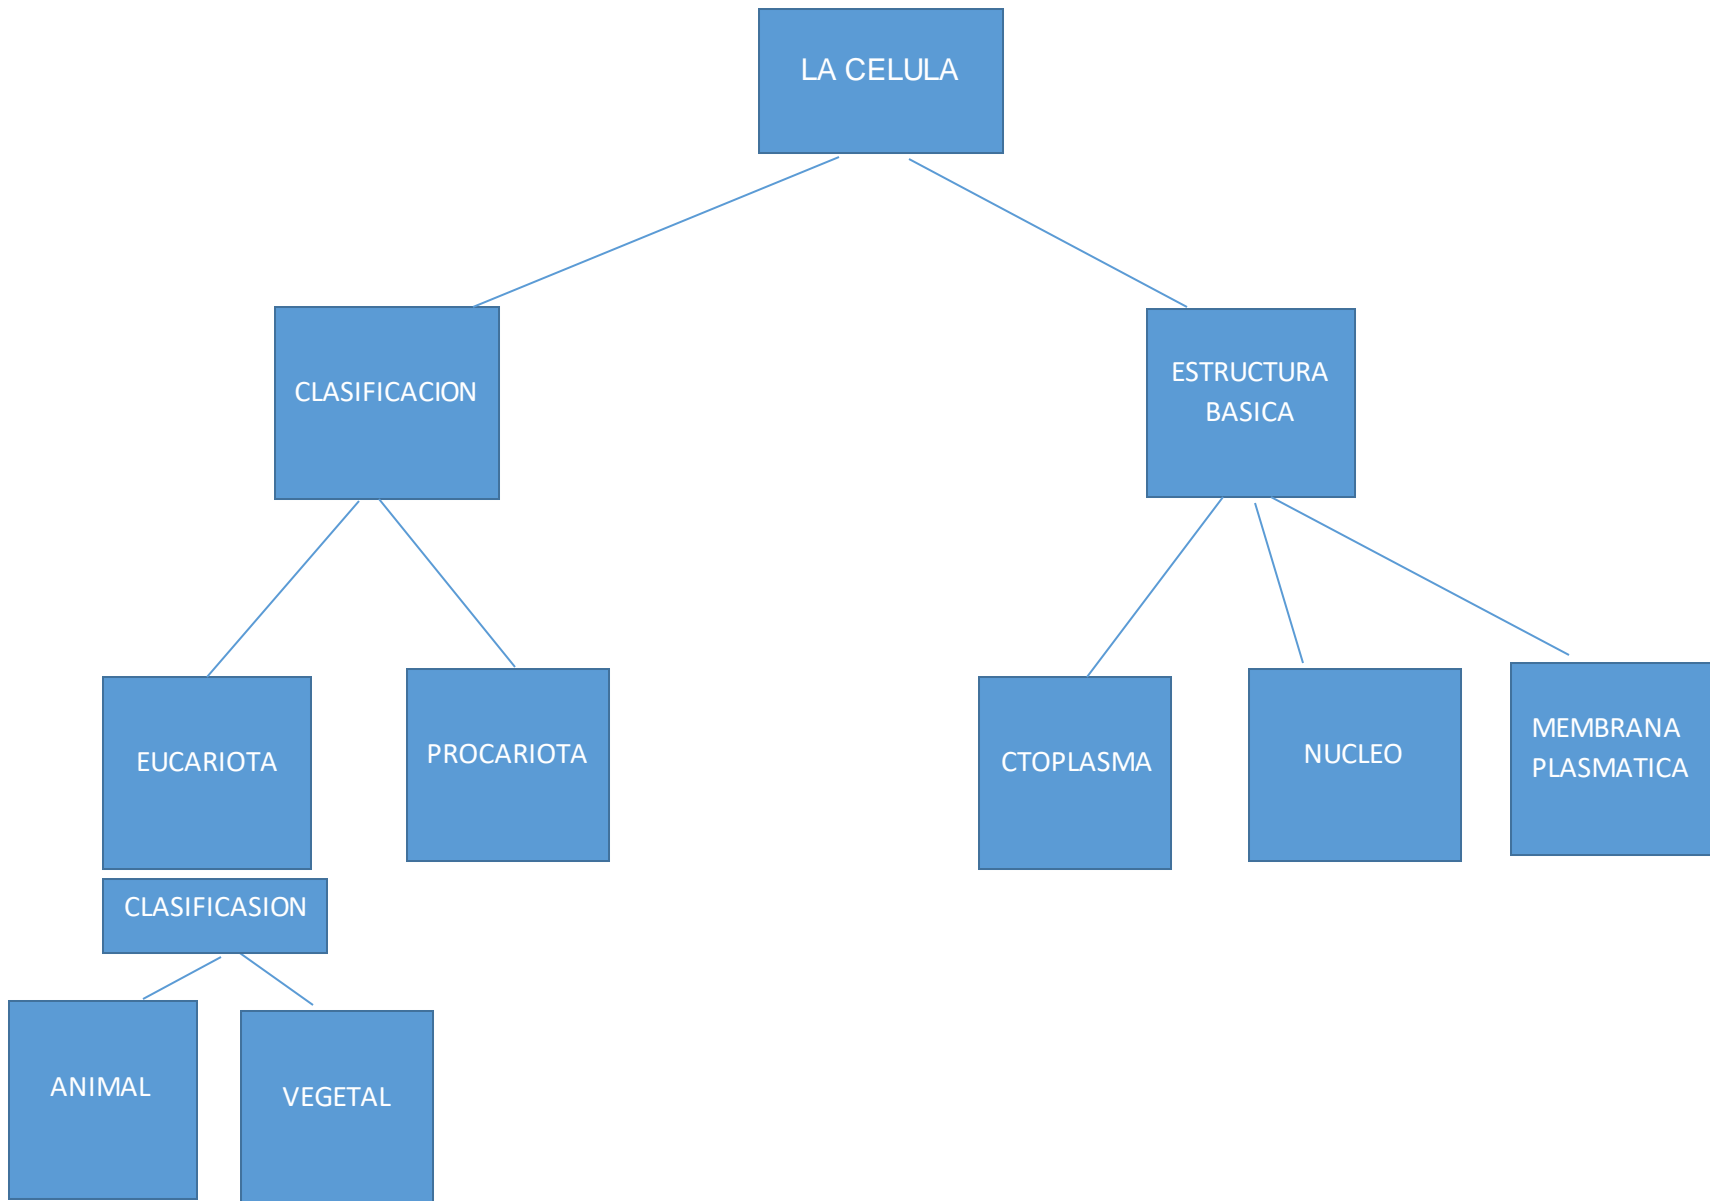 LA CELULA
CLASIFICACION
ESTRUCTURA
BASICA
EUCARIOTA
PROCARIOTA
CTOPLASMA
NUCLEO
MEMBRANA
PLASMATICA
CLASIFICASION
ANIMAL
VEGETAL